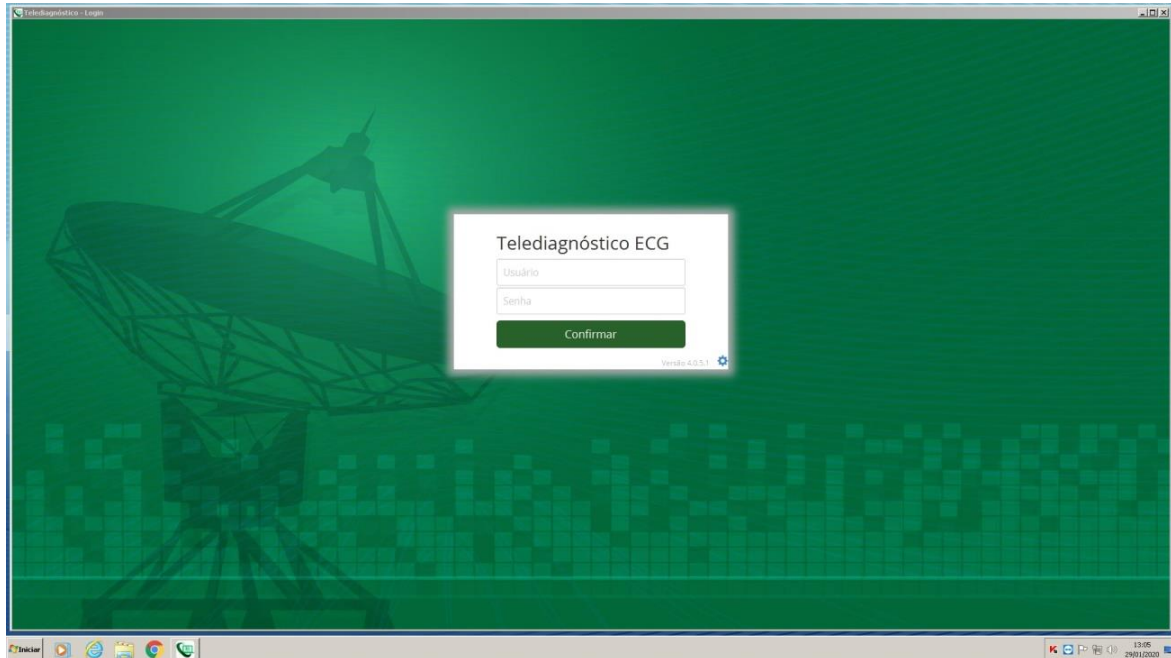 Telediagnóstico - Login
Telediagnóstico ECG
Usuário
Senha
Confirmar
Versão 4.0.5.1
Iniciar
13:05
29/01/2020